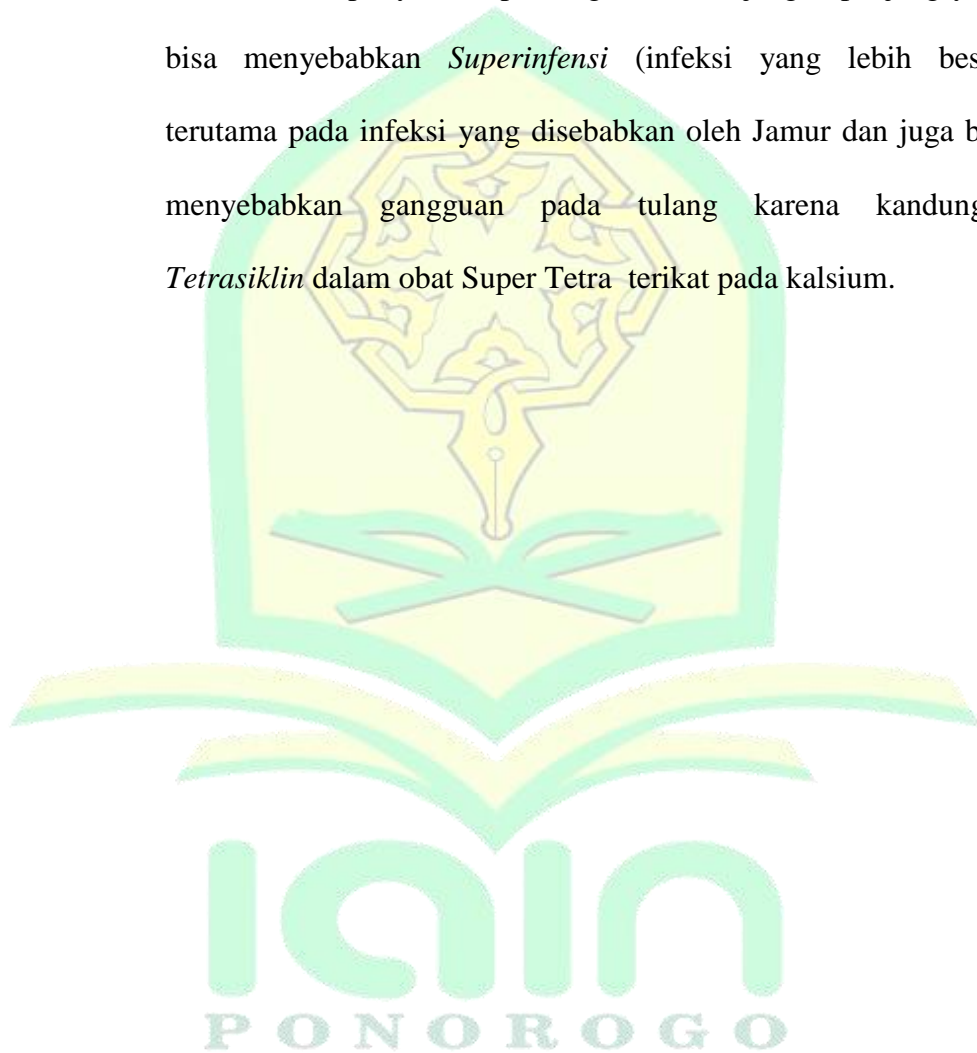 bisa menyebabkan Superinfensi (infeksi yang lebih bes
terutama pada infeksi yang disebabkan oleh Jamur dan juga b
menyebabkan gangguan pada tulang karena kandung
Tetrasiklin dalam obat Super Tetra terikat pada kalsium.
iain
PONOROGO